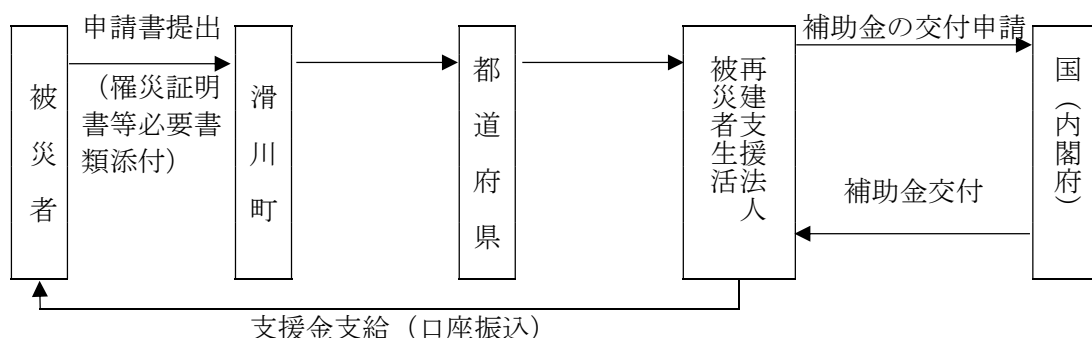 申請書提出
補助金の交付申請
被災者
（罹災証明
書等必要書
類添付）
滑川町
都道府県
被災者生活
再建支援法人
国（内閣府）
補助金交付
支援金支給（口座振込）